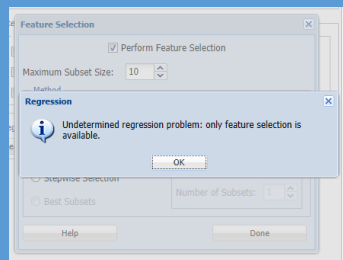 Feature Selection
Perform Feature Selection
Maximum Subset Size: 10
Method
Regression
Undetermined regression problem: only feature selection is
available.
OK
Stepwise Selection
Number of Subsets: 1
Best Subsets
Help
Done